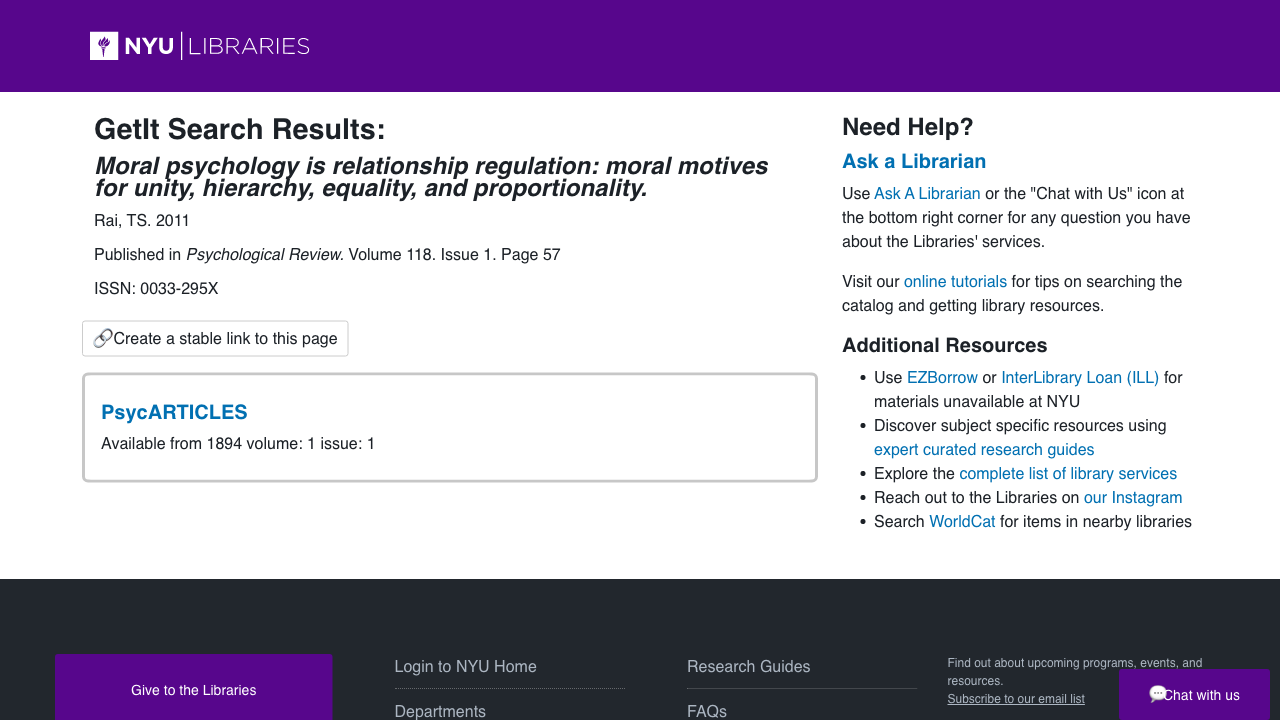 NYU LIBRARIES
GetIt Search Results:
Moral psychology is relationship regulation: moral motives
for unity, hierarchy, equality, and proportionality.
Rai, TS. 2011
Published in Psychological Review. Volume 118. Issue 1. Page 57
ISSN: 0033-295X
Create a stable link to this page
PsycARTICLES
Available from 1894 volume: 1 issue: 1
Need Help?
Ask a Librarian
Use Ask A Librarian or the "Chat with Us" icon at
the bottom right corner for any question you have
about the Libraries' services.
Visit our online tutorials for tips on searching the
catalog and getting library resources.
Additional Resources
Use EZBorrow or InterLibrary Loan (ILL) for
materials unavailable at NYU
Discover subject specific resources using
expert curated research guides
Explore the complete list of library services
Reach out to the Libraries on our Instagram
Search WorldCat for items in nearby libraries
Give to the Libraries
Login to NYU Home
Departments
Research Guides
FAQs
Find out about upcoming programs, events, and
resources.
Subscribe to our email list
Chat with us